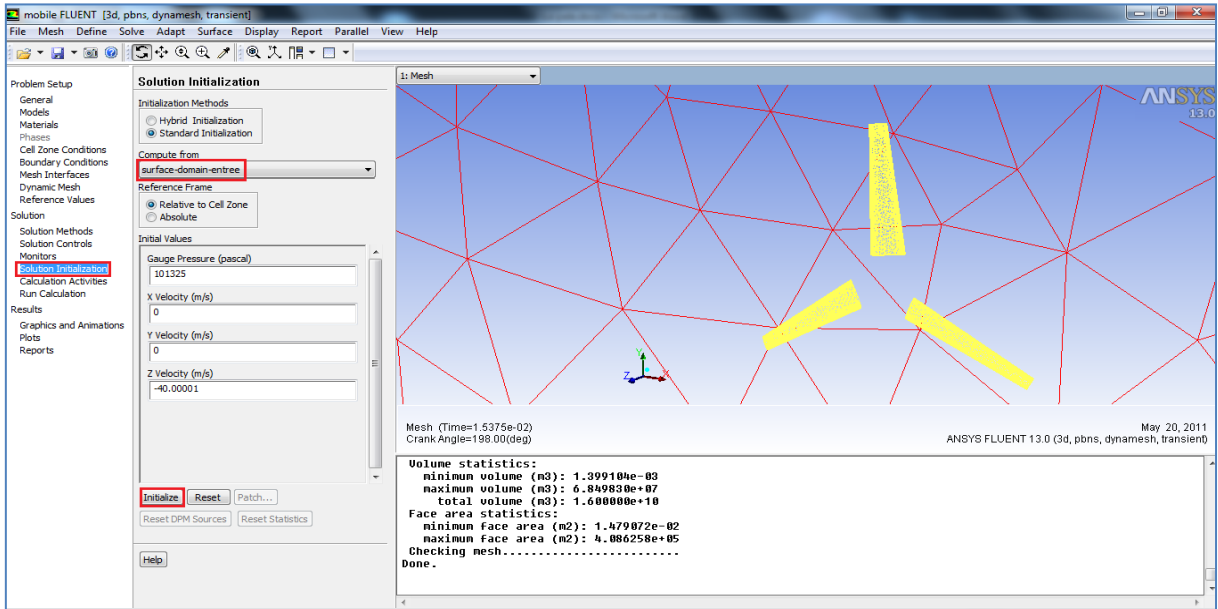 mobile FLUENT [3d, pbns, dynamesh, transient]
File Mesh Define Solve Adapt Surface Display Report Parallel View Help
Problem Setup
General
Models
Materials
Phases
Cell Zone Conditions
Boundary Conditions
Mesh Interfaces
Dynamic Mesh
Reference Values
Solution
Solution Methods
Solution Controls
Monitors
Solution Initialization
Calculation Activities
Run Calculation
Results
Graphics and Animations
Plots
Reports
Solution Initialization
Initialization Methods
Hybrid Initialization
Standard Initialization
Compute from
surface-domain-entree
Reference Frame
Relative to Cell Zone
Absolute
Initial Values
Gauge Pressure (pascal)
101325
X Velocity (m/s)
0
Y Velocity (m/s)
0
Z Velocity (m/s)
-40.00001
Initialize Reset Patch...
Reset DPM Sources Reset Statistics
Help
1: Mesh
ANSYS
13.0
Y
Z X
Mesh (Time=1.5375e-02)
Crank Angle=198.00(deg)
May 20, 2011
ANSYS FLUENT 13.0 (3d, pbns, dynamesh, transient)
Volume statistics:
minimum volume (m3): 1.399104e-03
maximum volume (m3): 6.849830e+07
total volume (m3): 1.600000e+10
Face area statistics:
minimum face area (m2): 1.479072e-02
maximum face area (m2): 4.086258e+05
Checking mesh.........................
Done.